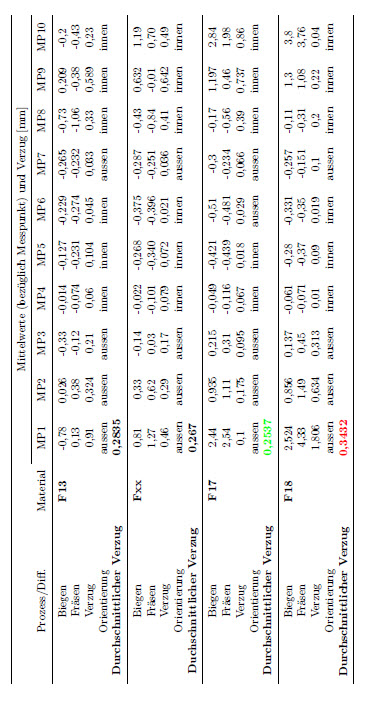 Mittelwerte (bezüglich Messpunkt) und Verzug [mm]
Prozess/Diff. Material MP1 MP2 MP3 MP4 MP5 MP6 MP7 MP8 MP9 MP10
Biegen F13 -0,78 0,026 -0,33 -0,014 -0,127 -0,229 -0,265 -0,73 0,209 -0,2
Fräsen 0,13 0,38 -0,12 -0,074 -0,231 -0,274 -0,232 -1,06 -0,38 -0,43
Verzug 0,91 0,324 0,21 0,06 0,104 0,045 0,033 0,33 0,589 0,23
Orientierung aussen aussen aussen innen innen innen aussen innen innen innen
Durchschnittlicher Verzug 0,2835
Biegen Fxx 0,81 0,33 -0,14 -0,022 -0,268 -0,375 -0,287 -0,43 0,632 1,19
Fräsen 1,27 0,62 0,03 -0,101 -0,340 -0,396 -0,251 -0,84 -0,01 0,70
Verzug 0,46 0,29 0,17 0,079 0,072 0,021 0,036 0,41 0,642 0,49
Orientierung aussen aussen aussen innen innen innen aussen innen innen innen
Duchschnittlicher Verzug 0,267
Biegen F17 2,44 0,935 0,215 -0,049 -0,421 -0,51 -0,3 -0,17 1,197 2,84
Fräsen 2,54 1,11 0,31 -0,116 -0,439 -0,481 -0,234 -0,56 0,46 1,98
Verzug 0,1 0,175 0,095 0,067 0,018 0,029 0,066 0,39 0,737 0,86
Orientierung aussen aussen aussen innen innen aussen aussen innen innen innen
Durchschnittlicher Verzug 0,2537
Biegen F18 2,524 0,856 0,137 -0,061 -0,28 -0,331 -0,257 -0,11 1,3 3,8
Fräsen 4,33 1,49 0,45 -0,071 -0,37 -0,35 -0,151 -0,31 1,08 3,76
Verzug 1,806 0,634 0,313 0,01 0,09 0,019 0,1 0,2 0,22 0,04
Orientierung aussen aussen aussen innen innen innen aussen innen innen innen
Durchschnittlicher Verzug 0,3432